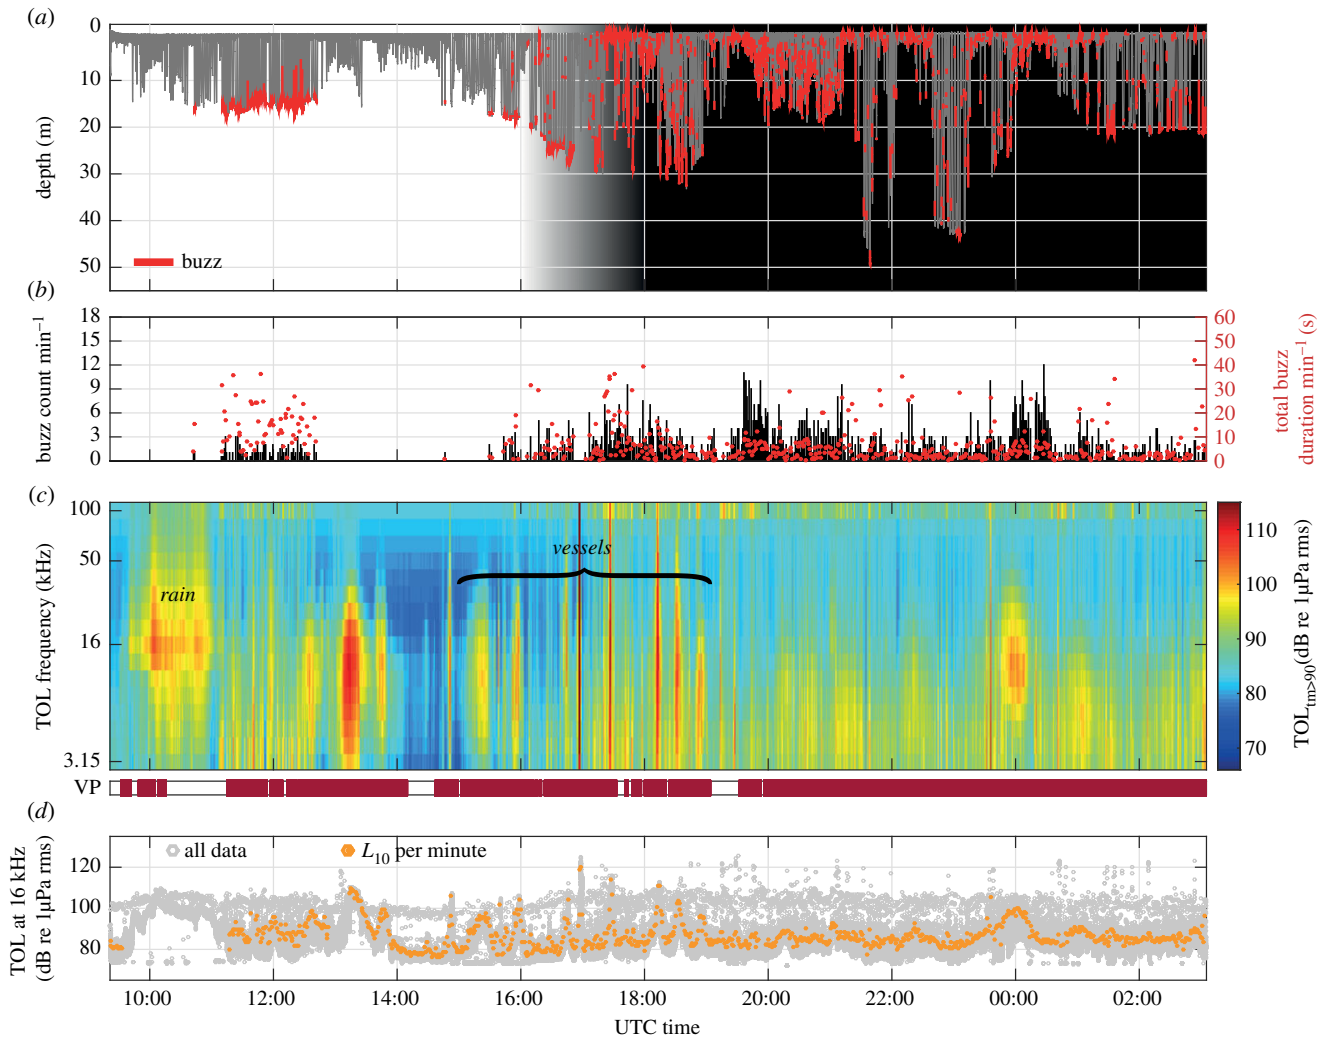 (a)
0
10
20
30
40
50
depth (m)
buzz
(b)
18
15
12
9
6
3
0
buzz count min⁻¹
60
50
40
30
20
10
0
total buzz
duration min⁻¹ (s)
(c)
100
50
16
3.15
TOL frequency (kHz)
rain
vessels
110
100
90
80
70
TOLtm>90(dB re 1µPa rms)
VP
(d)
all data
L10 per minute
120
100
80
TOL at 16 kHz
(dB re 1µPa rms)
10:00 12:00 14:00 16:00 18:00 20:00 22:00 00:00 02:00
UTC time